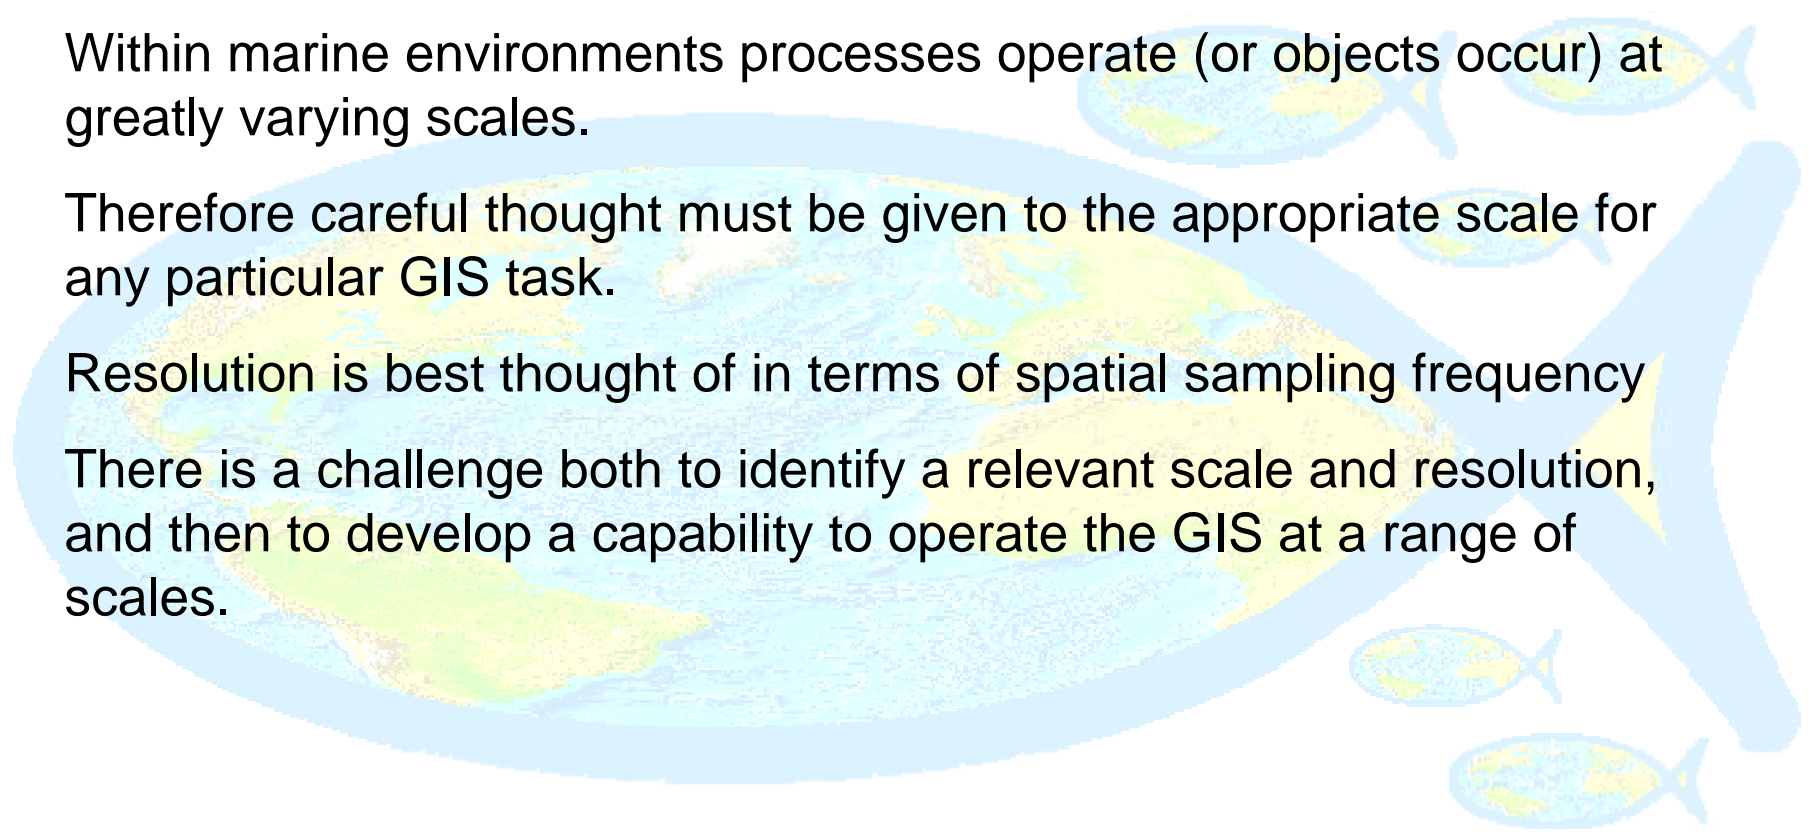 Within marine environments processes operate (or objects occur) at
greatly varying scales.
Therefore careful thought must be given to the appropriate scale for
any particular GIS task.
Resolution is best thought of in terms of spatial sampling frequency
There is a challenge both to identify a relevant scale and resolution,
and then to develop a capability to operate the GIS at a range of
scales.